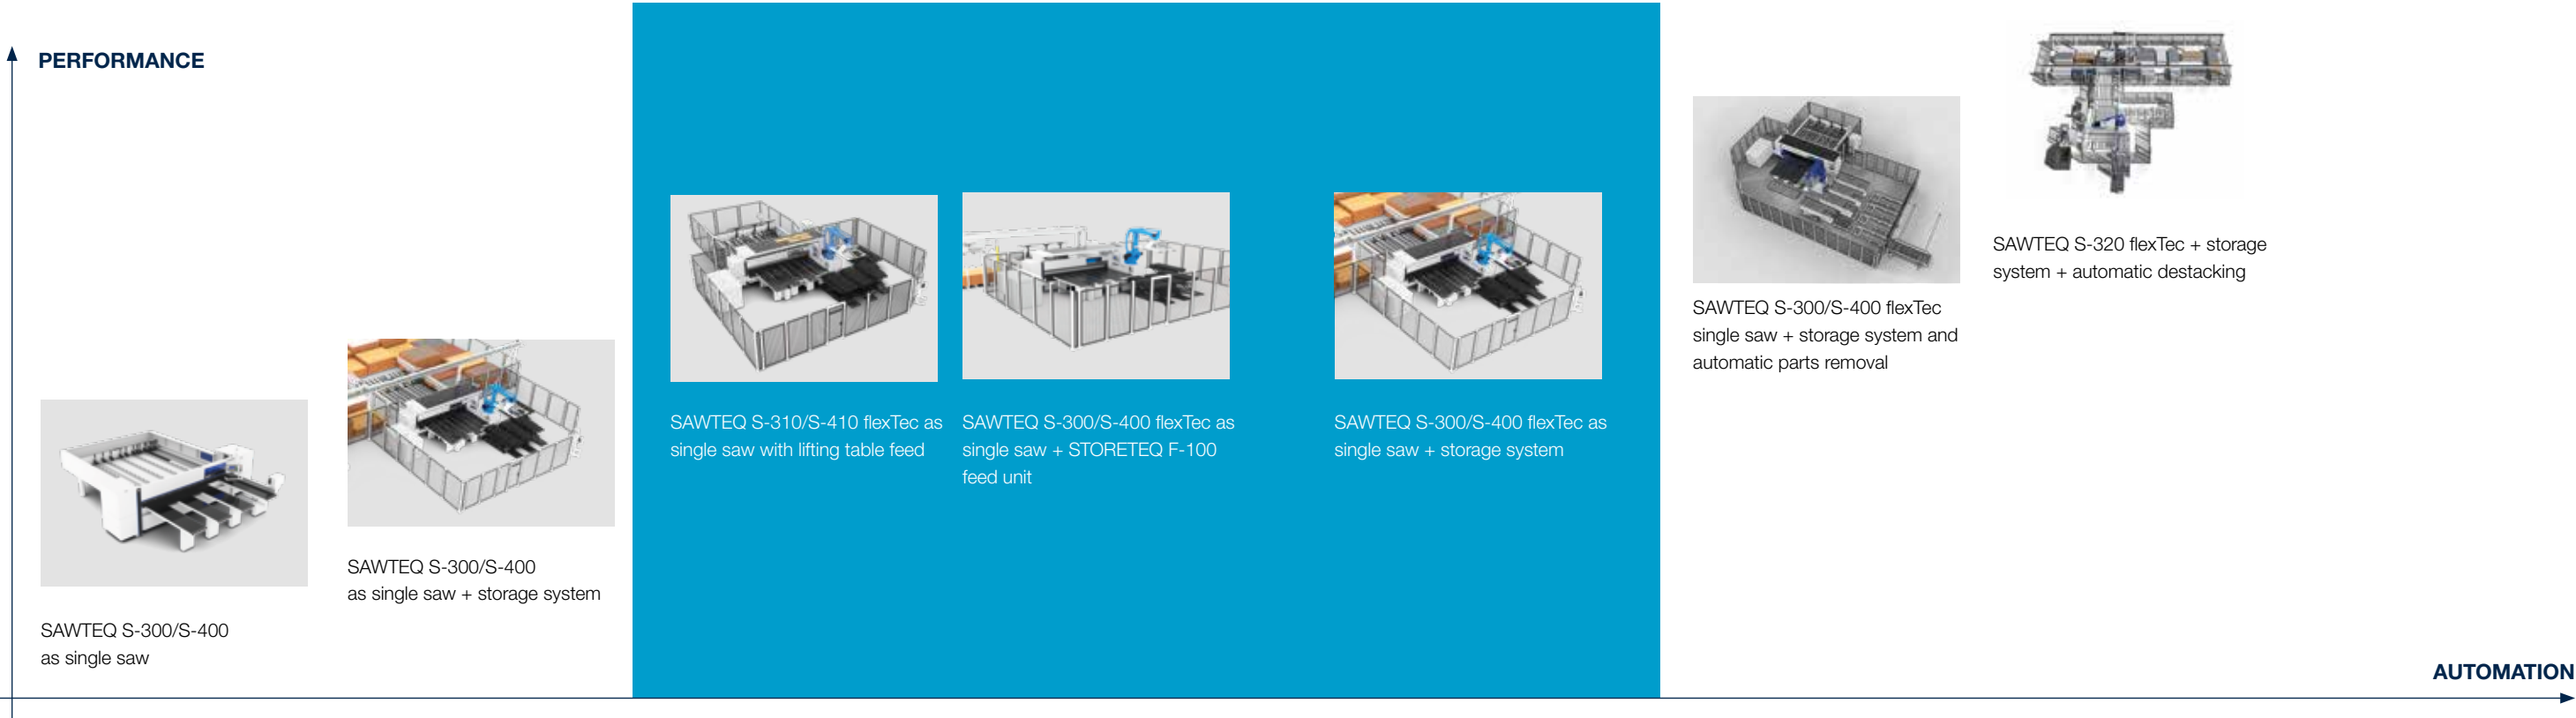 PERFORMANCE
SAWTEQ S-300/S-400
as single saw
SAWTEQ S-300/S-400
as single saw + storage system
SAWTEQ S-310/S-410 flexTec as
single saw with lifting table feed
SAWTEQ S-300/S-400 flexTec as
single saw + STORETEQ F-100
feed unit
SAWTEQ S-300/S-400 flexTec as
single saw + storage system
SAWTEQ S-300/S-400 flexTec
single saw + storage system and
automatic parts removal
SAWTEQ S-320 flexTec + storage
system + automatic destacking
AUTOMATION